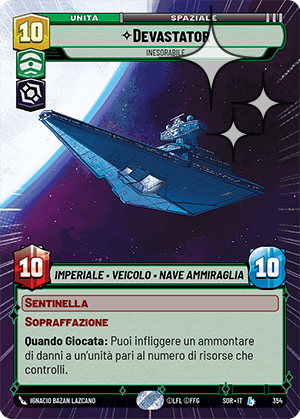 UNITÀ SPAZIALE
10
✧DEVASTATOR
INESORABILE
10
IMPERIALE • VEICOLO • NAVE AMMIRAGLIA
10
SENTINELLA
SOPRAFFAZIONE
Quando Giocata: Puoi infliggere un ammontare
di danni a un'unità pari al numero di risorse che
controlli.
IGNACIO BAZAN LAZCANO ©LFL ©FFG SOR • IT 354